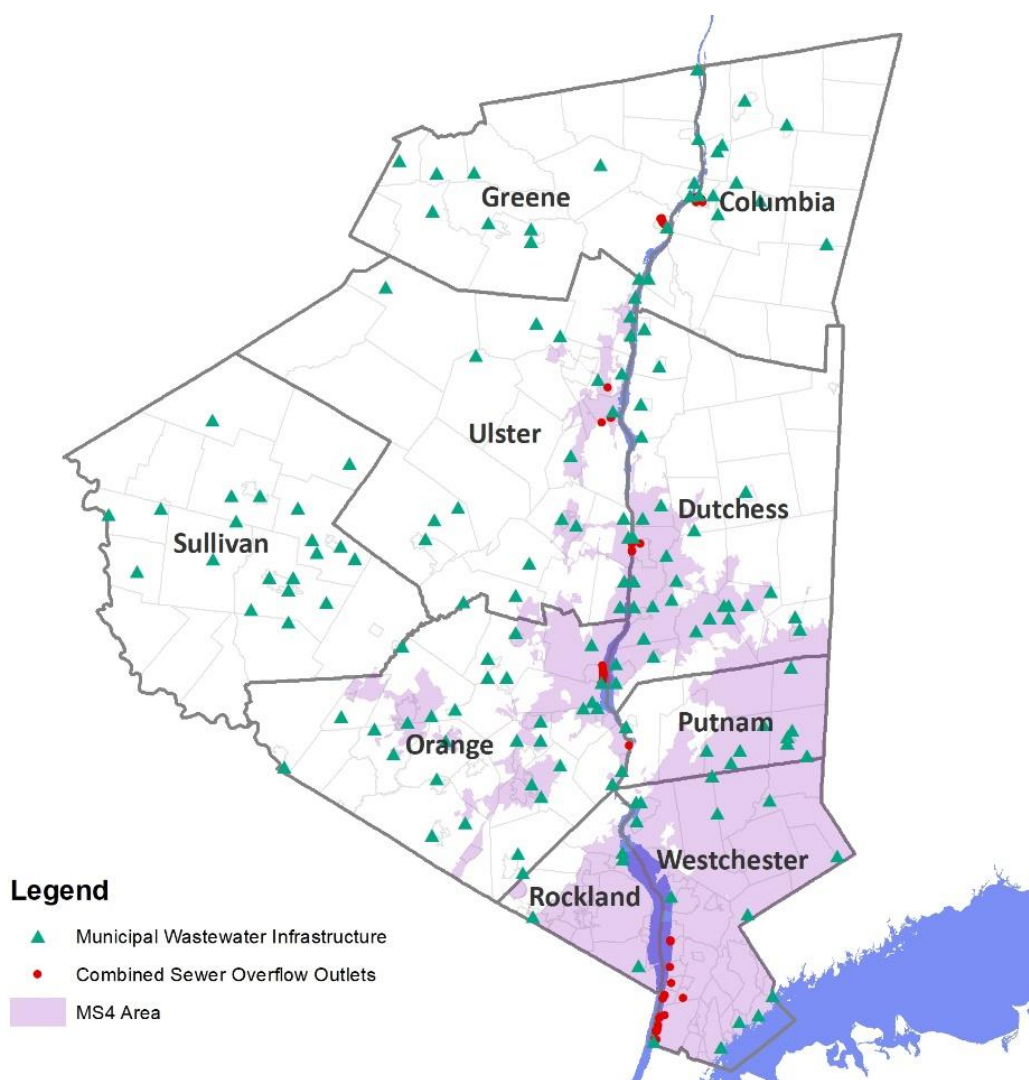 Greene
Columbia
Ulster
Dutchess
Sullivan
Putnam
Orange
Westchester
Rockland
Legend
Municipal Wastewater Infrastructure
Combined Sewer Overflow Outlets
MS4 Area